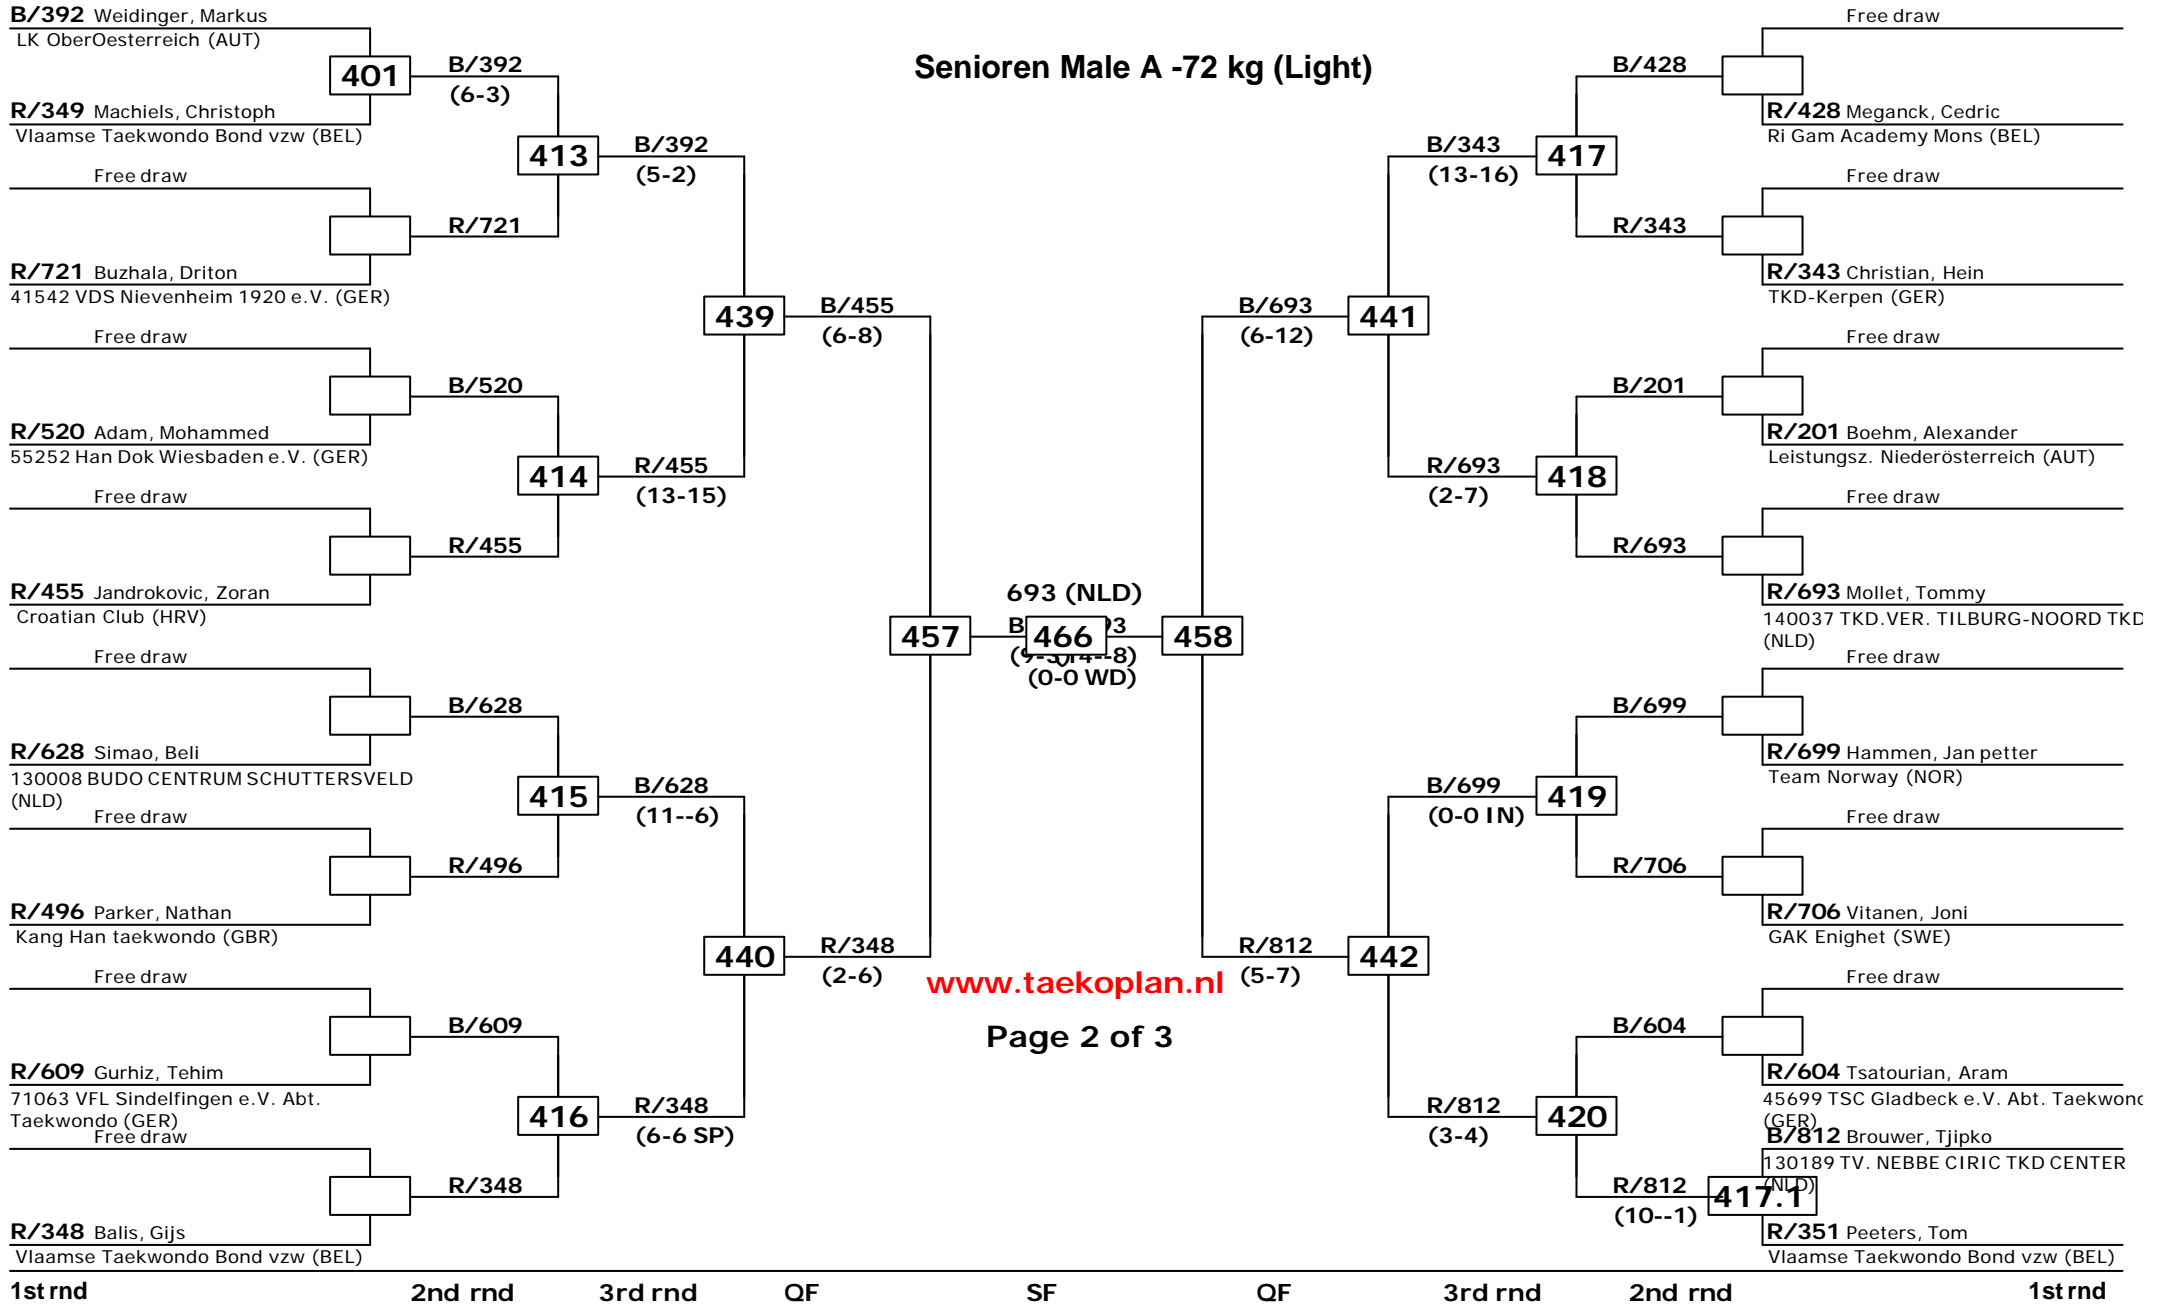 Senioren Male A -72 kg (Light)
B/392 Weidinger, Markus
LK OberOesterreich (AUT)
401
R/349 Machiels, Christoph
Vlaamse Taekwondo Bond vzw (BEL)
Free draw
R/721 Buzhala, Driton
41542 VDS Nievenheim 1920 e.V. (GER)
Free draw
R/520 Adam, Mohammed
55252 Han Dok Wiesbaden e.V. (GER)
Free draw
R/455 Jandrokovic, Zoran
Croatian Club (HRV)
Free draw
R/628 Simao, Beli
130008 BUDO CENTRUM SCHUTTERSVELD
(NLD)
Free draw
R/496 Parker, Nathan
Kang Han taekwondo (GBR)
Free draw
R/609 Gurhiz, Tehim
71063 VFL Sindelfingen e.V. Abt.
Taekwondo (GER)
Free draw
R/348 Balis, Gijs
Vlaamse Taekwondo Bond vzw (BEL)
B/392
(6-3)
413
R/721
B/520
414
R/455
B/628
415
R/496
B/609
416
R/348
B/392
(5-2)
439
R/455
(13-15)
B/628
(11--6)
440
R/348
(6-6 SP)
B/455
(6-8)
457
R/348
(2-6)
693 (NLD)
466
(0-0 WD)
458
www.taekoplan.nl
Page 2 of 3
B/693
(6-12)
441
R/812
(5-7)
442
B/343
(13-16)
417
R/693
(2-7)
418
B/699
(0-0 IN)
419
R/812
(3-4)
420
B/428
R/343
B/201
R/693
B/699
R/706
B/604
R/812
(10--1)
417.1
Free draw
R/428 Meganck, Cedric
Ri Gam Academy Mons (BEL)
Free draw
R/343 Christian, Hein
TKD-Kerpen (GER)
Free draw
R/201 Boehm, Alexander
Leistungsz. Niederösterreich (AUT)
Free draw
R/693 Mollet, Tommy
140037 TKD.VER. TILBURG-NOORD TKD
(NLD)
Free draw
R/699 Hammen, Jan petter
Team Norway (NOR)
Free draw
R/706 Vitanen, Joni
GAK Enighet (SWE)
Free draw
R/604 Tsatourian, Aram
45699 TSC Gladbeck e.V. Abt.
(GER)
B/812 Brouwer, Tjipko
130189 TV. NEBBE CIRIC TKD CENTER
(NLD)
R/351 Peeters, Tom
Vlaamse Taekwondo Bond vzw (BEL)
1st rnd 2nd rnd 3rd rnd QF SF QF 3rd rnd 2nd rnd 1st rnd